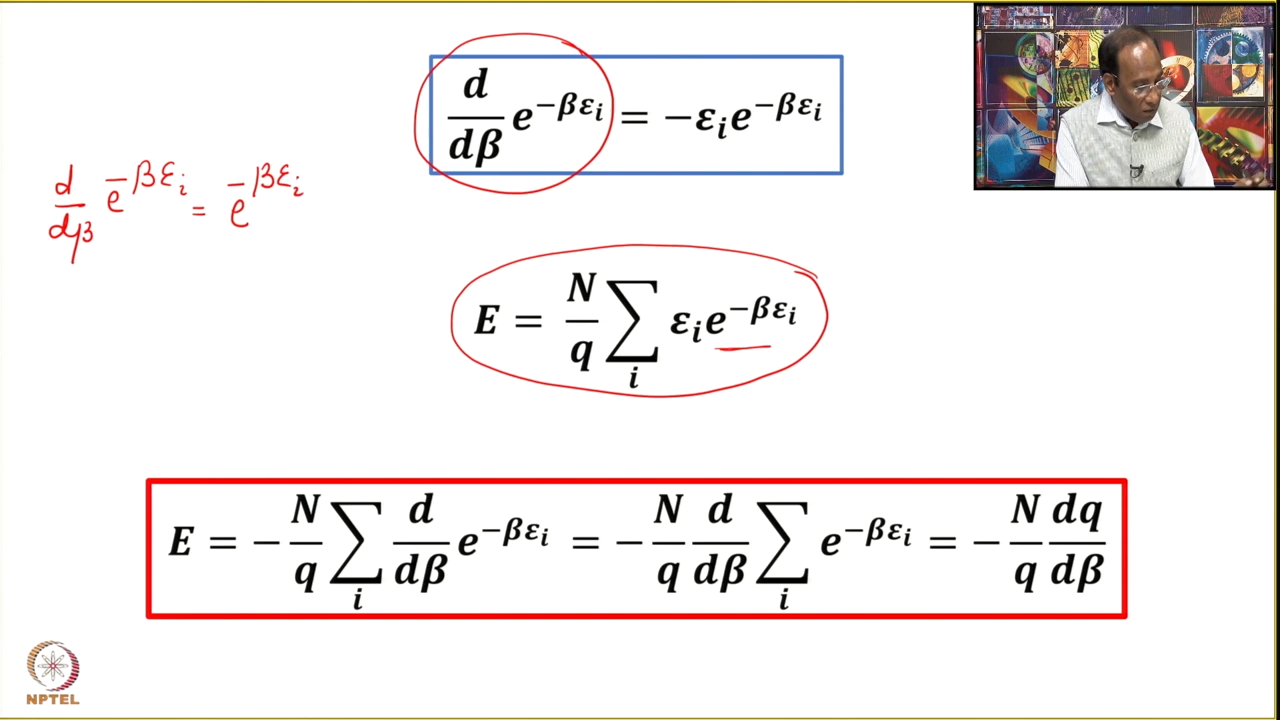 d/dβ e^{−βε_i} = −ε_i e^{−βε_i}
d/dβ e^{−βε_i} = e^{−βε_i}
E = N/q ∑_i ε_i e^{−βε_i}
E = −N/q ∑_i d/dβ e^{−βε_i} = −N/q d/dβ ∑_i e^{−βε_i} = −N/q dq/dβ
NPTEL